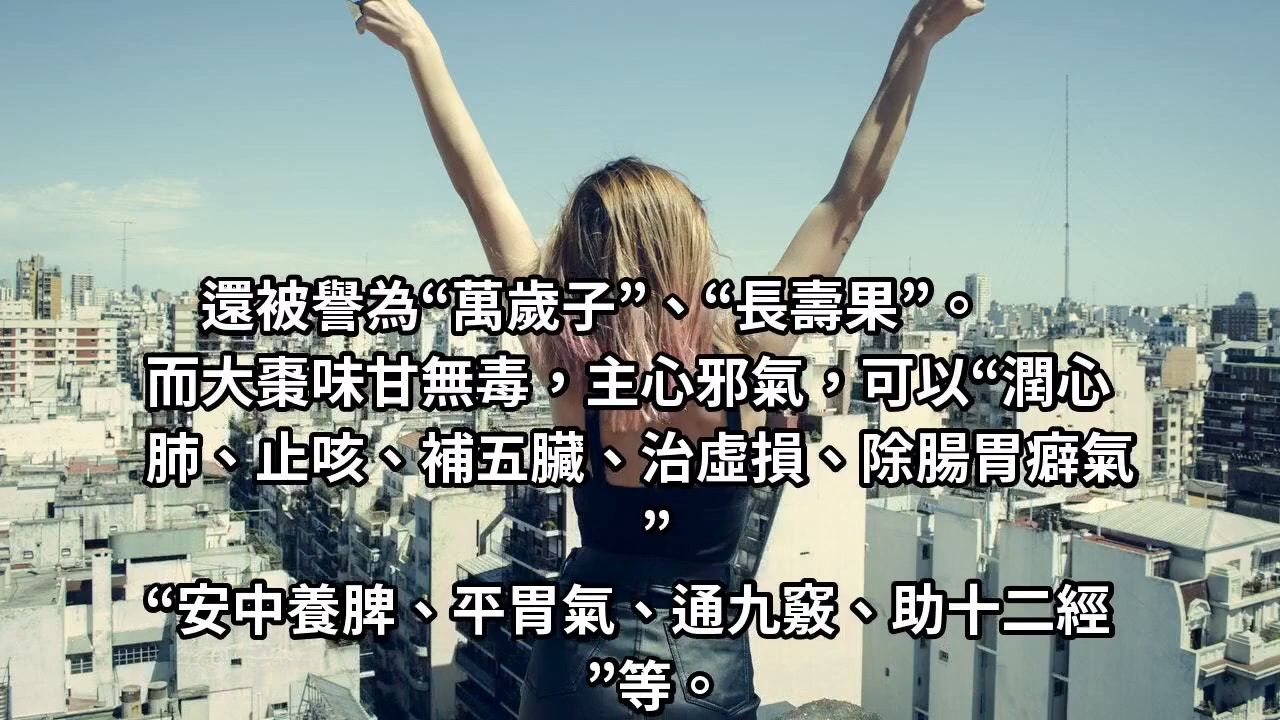 還被譽為“萬歲子”、“長壽果”。
而大棗味甘無毒，主心邪氣，可以“潤心
肺、止咳、補五臟、治虛損、除腸胃癖氣
”
“安中養脾、平胃氣、通九竅、助十二經
”等。